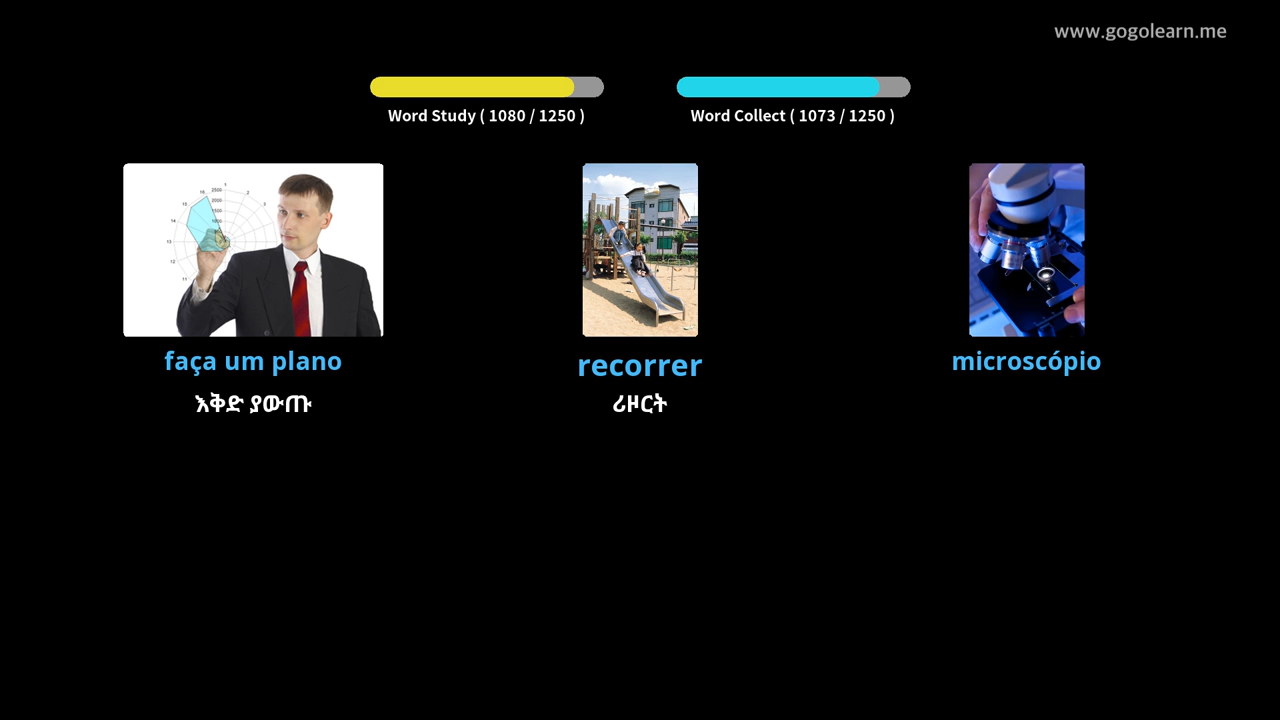 www.gogolearn.me
Word Study ( 1080 / 1250 )
Word Collect ( 1073 / 1250 )
faça um plano
እቅድ ያውጡ
recorrer
ሪዞርት
microscópio